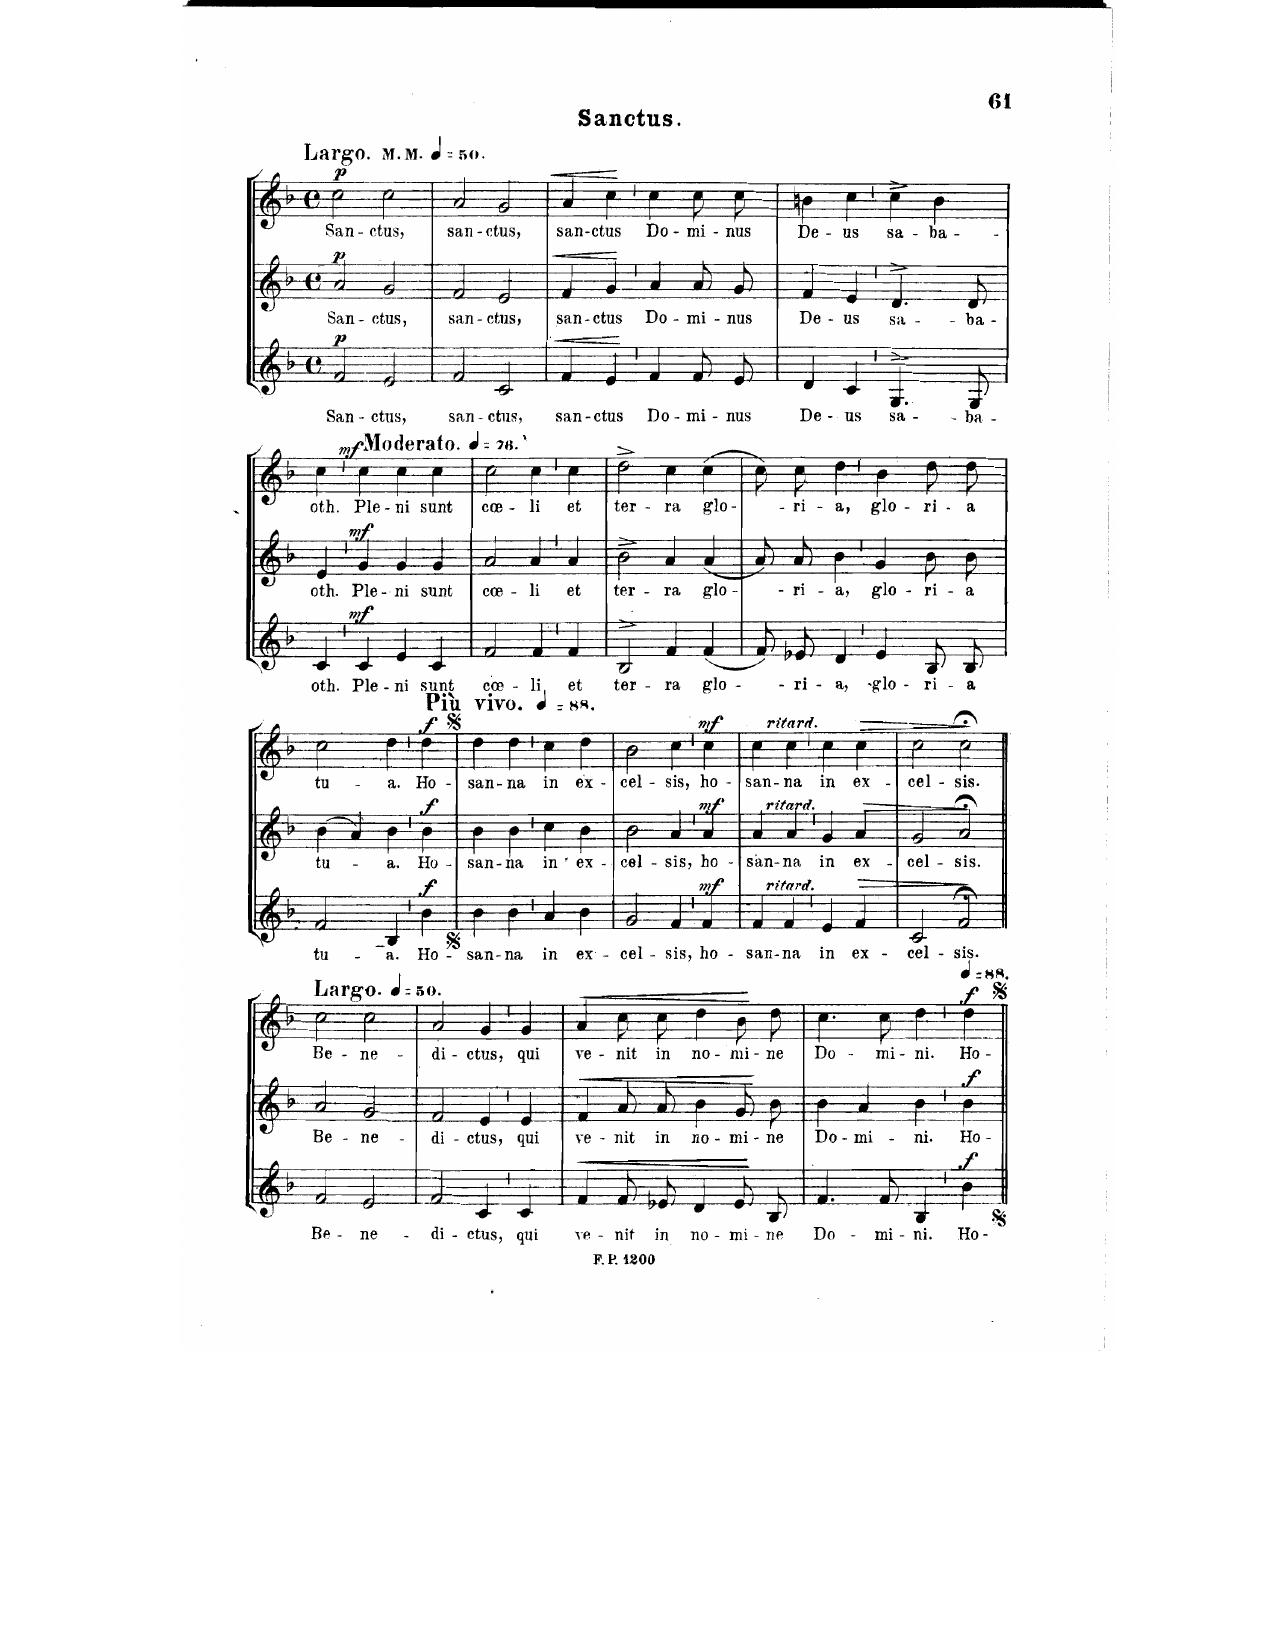 61
Sanctus.
Largo. M.M. ♩ = 50.
p
San - ctus, san - ctus, san - ctus Do - mi - nus De - us sa - ba -
p
San - ctus, san - ctus, san - ctus Do - mi - nus De - us sa - - ba -
p
San - ctus, san - ctus, san - ctus Do - mi - nus De - us sa - - ba -
mf Moderato. ♩ = 78.
oth. Ple - ni sunt cœ - li et ter - ra glo - - ri - a, glo - ri - a
mf
oth. Ple - ni sunt cœ - li et ter - ra glo - - ri - a, glo - ri - a
mf
oth. Ple - ni sunt cœ - li, et ter - ra glo - - ri - a, glo - ri - a
Più vivo. ♩ = 88.
f mf ritard.
tu - a. Ho - san - na in ex - cel - sis, ho - san - na in ex - cel - sis.
f mf ritard.
tu - a. Ho - san - na in ex - cel - sis, ho - san - na in ex - cel - sis.
f mf ritard.
tu - a. Ho - san - na in ex - cel - sis, ho - san - na in ex - cel - sis.
Largo. ♩ = 50. ♩ = 88.
f
Be - ne - di - ctus, qui ve - nit in no - mi - ne Do - mi - ni. Ho -
f
Be - ne - di - ctus, qui ve - nit in no - mi - ne Do - mi - ni. Ho -
f
Be - ne - di - ctus, qui ve - nit in no - mi - ne Do - mi - ni. Ho -
F. P. 1200